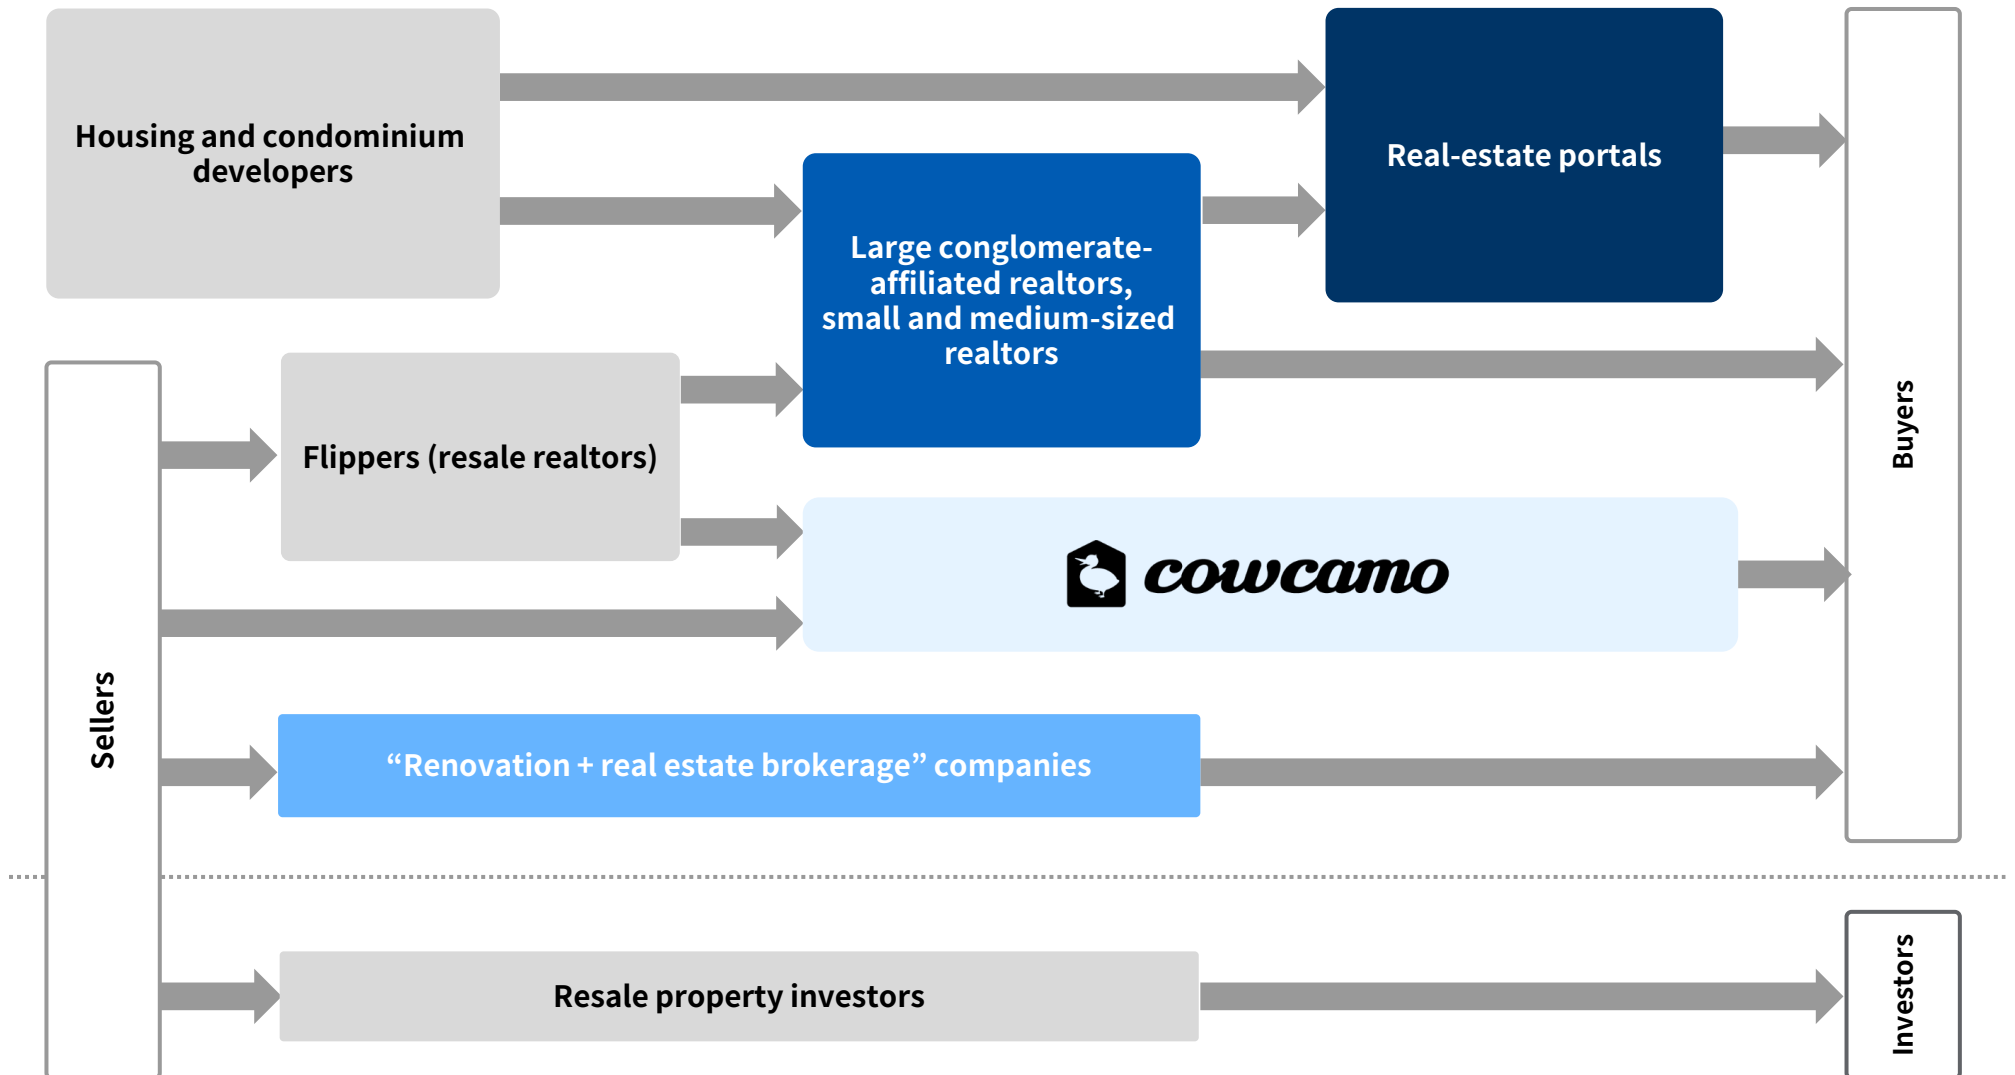 Housing and condominium
developers
Real-estate portals
Large conglomerate-
affiliated realtors,
small and medium-sized
realtors
Buyers
Flippers (resale realtors)
cowcamo
Sellers
“Renovation + real estate brokerage” companies
Resale property investors
Investors